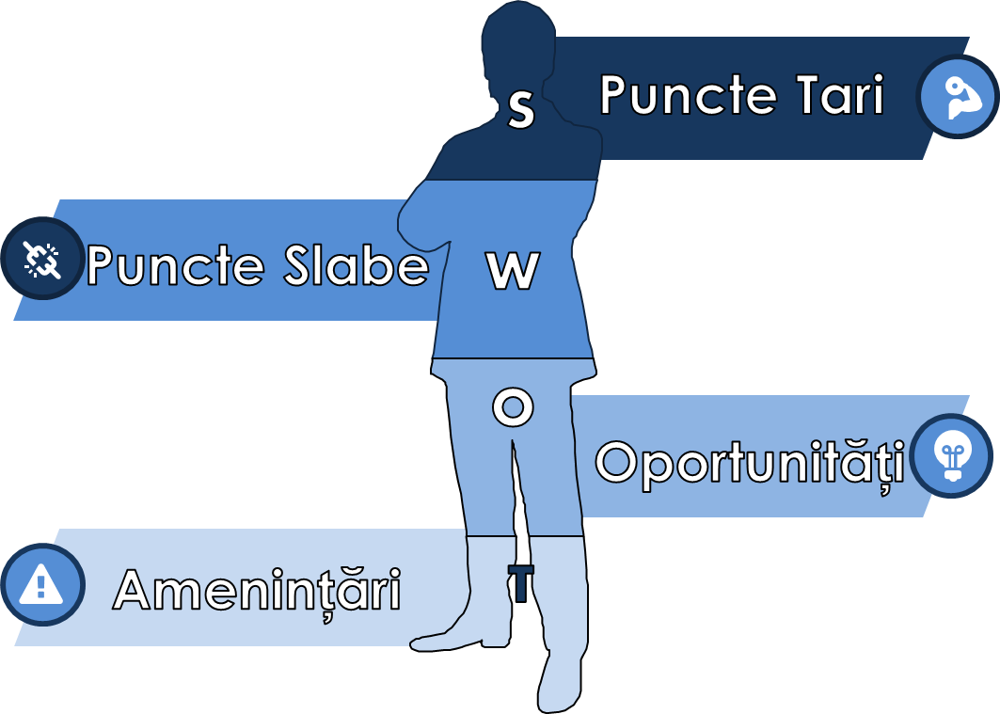 S
Puncte Tari
Puncte Slabe
W
O
Oportunități
Amenințări
T